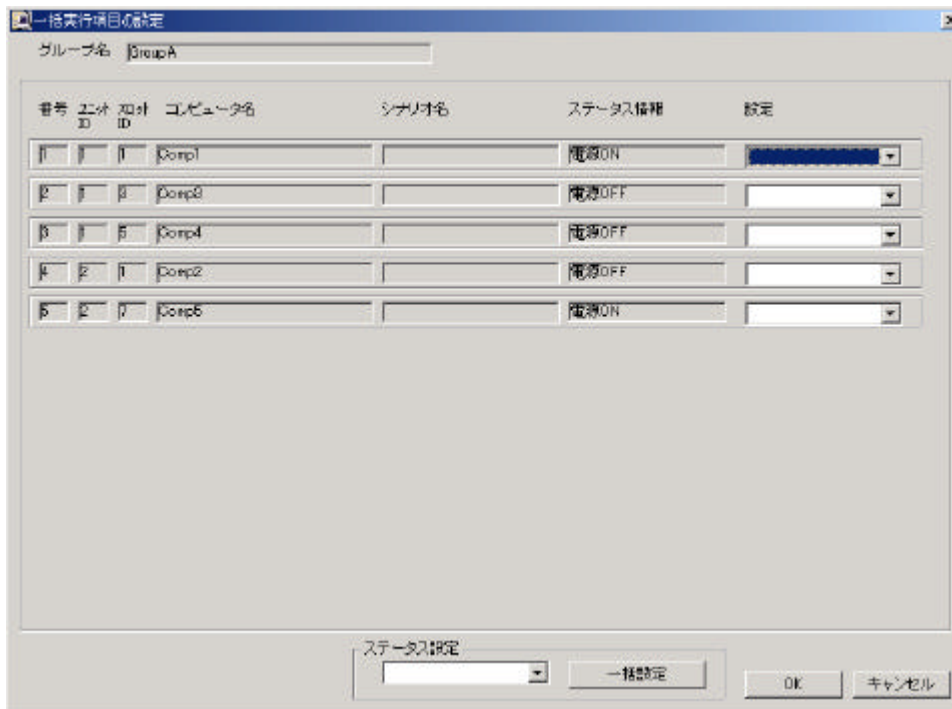 一括実行項目の設定
グループ名 GroupA
番号 ユニットID スロットID コンピュータ名 シナリオ名 ステータス情報 設定
1 1 1 Comp1 電源ON
2 1 3 Comp3 電源OFF
3 1 5 Comp4 電源OFF
4 2 1 Comp2 電源OFF
5 2 7 Comp5 電源ON
ステータス設定
一括設定
OK キャンセル